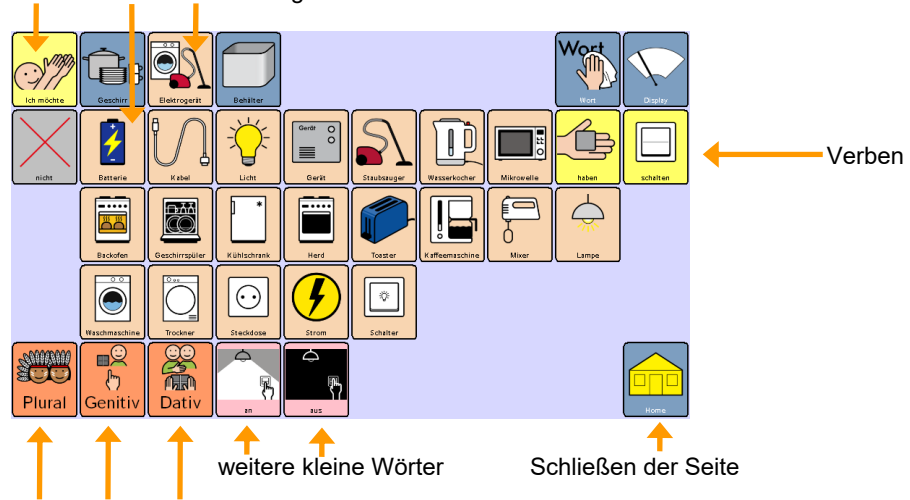 Wort
Ich möchte Geschirr Elektrogerät Behälter Wort Display
Gerät
nicht Batterie Kabel Licht Gerät Staubsauger Wasserkocher Mikrowelle haben schalten
Verben
Backofen Geschirrspüler Kühlschrank Herd Toaster Kaffeemaschine Mixer Lampe
Waschmaschine Trockner Steckdose Strom Schalter
Plural Genitiv Dativ an aus Home
weitere kleine Wörter Schließen der Seite